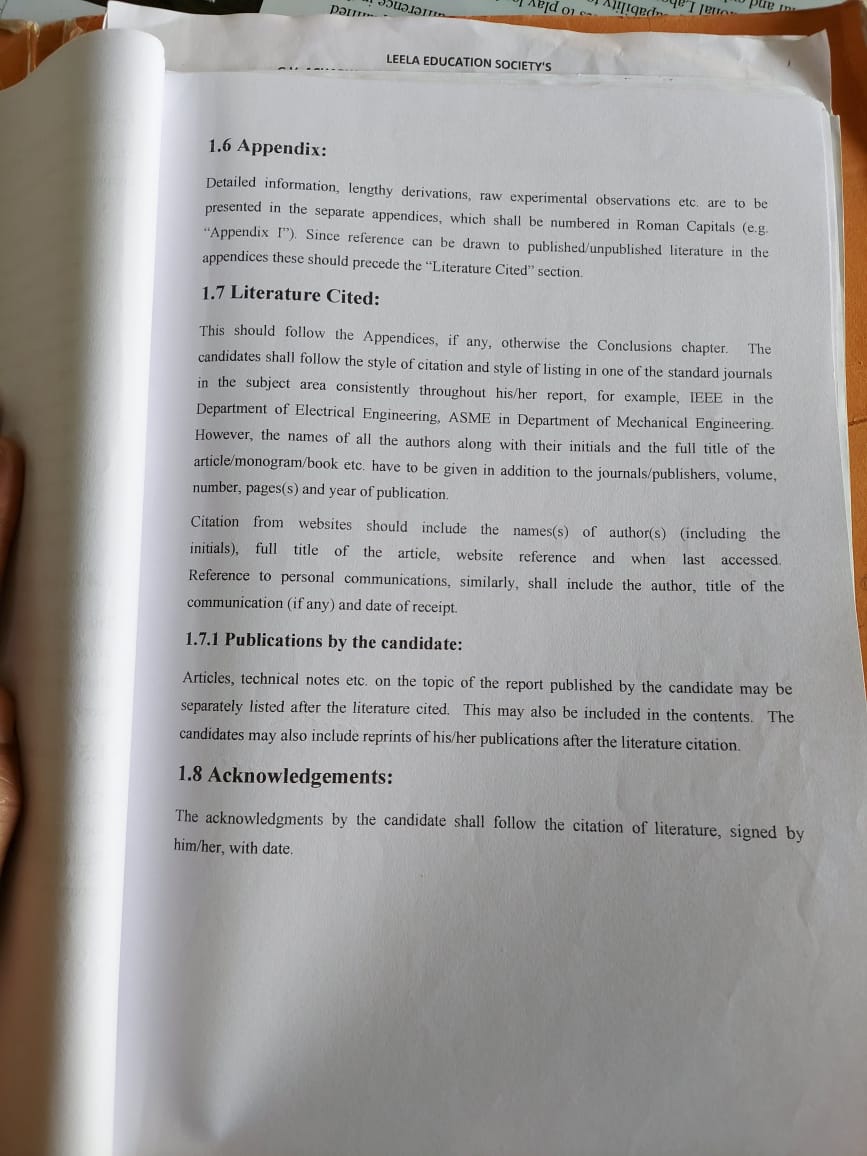 LEELA EDUCATION SOCIETY'S
1.6 Appendix:
Detailed information, lengthy derivations, raw experimental observations etc. are to be
presented in the separate appendices, which shall be numbered in Roman Capitals (e.g.
“Appendix I”). Since reference can be drawn to published/unpublished literature in the
appendices these should precede the “Literature Cited” section.
1.7 Literature Cited:
This should follow the Appendices, if any, otherwise the Conclusions chapter. The
candidates shall follow the style of citation and style of listing in one of the standard journals
in the subject area consistently throughout his/her report, for example, IEEE in the
Department of Electrical Engineering, ASME in Department of Mechanical Engineering.
However, the names of all the authors along with their initials and the full title of the
article/monogram/book etc. have to be given in addition to the journals/publishers, volume,
number, pages(s) and year of publication.
Citation from websites should include the names(s) of author(s) (including the
initials), full title of the article, website reference and when last accessed.
Reference to personal communications, similarly, shall include the author, title of the
communication (if any) and date of receipt.
1.7.1 Publications by the candidate:
Articles, technical notes etc. on the topic of the report published by the candidate may be
separately listed after the literature cited. This may also be included in the contents. The
candidates may also include reprints of his/her publications after the literature citation.
1.8 Acknowledgements:
The acknowledgments by the candidate shall follow the citation of literature, signed by
him/her, with date.